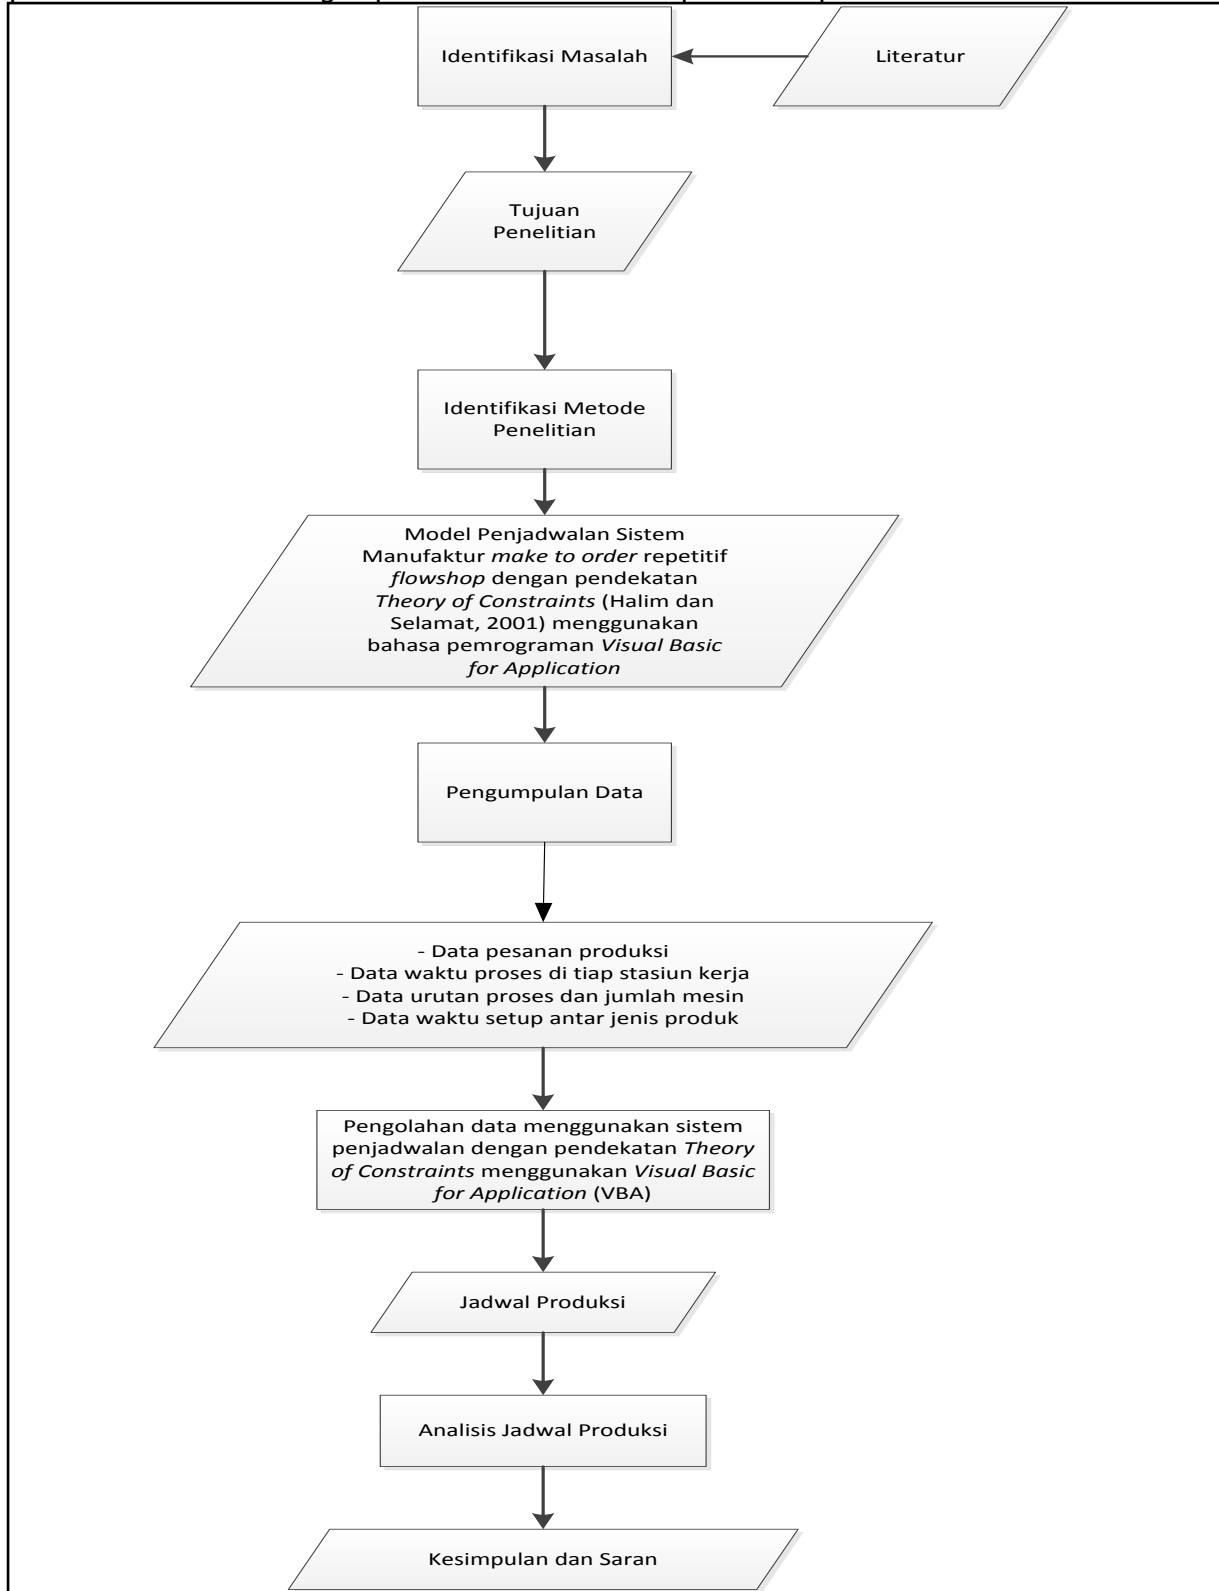 Identifikasi Masalah
Literatur
Tujuan
Penelitian
Identifikasi Metode
Penelitian
Model Penjadwalan Sistem
Manufaktur make to order repetitif
flowshop dengan pendekatan
Theory of Constraints (Halim dan
Selamat, 2001) menggunakan
bahasa pemrograman Visual Basic
for Application
Pengumpulan Data
- Data pesanan produksi
- Data waktu proses di tiap stasiun kerja
- Data urutan proses dan jumlah mesin
- Data waktu setup antar jenis produk
Pengolahan data menggunakan sistem
penjadwalan dengan pendekatan Theory
of Constraints menggunakan Visual Basic
for Application (VBA)
Jadwal Produksi
Analisis Jadwal Produksi
Kesimpulan dan Saran